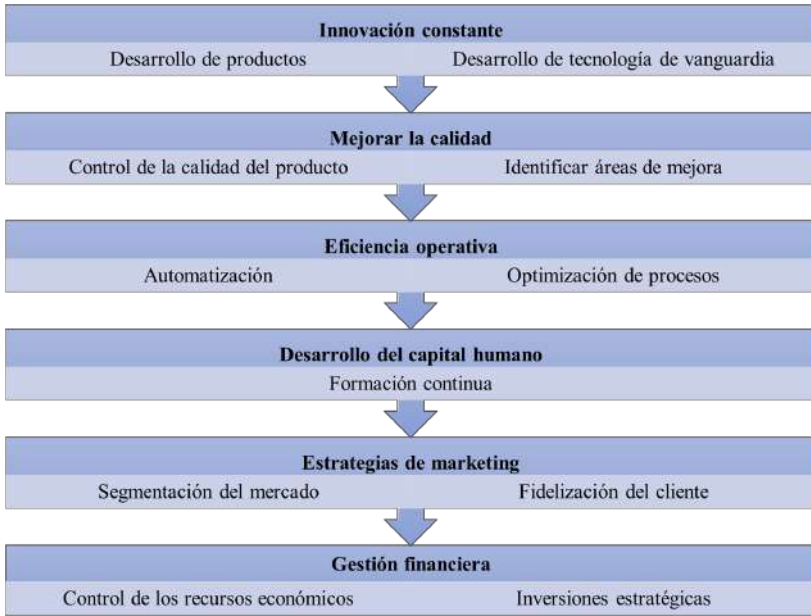 Innovación constante
Desarrollo de productos
Desarrollo de tecnología de vanguardia
Mejorar la calidad
Control de la calidad del producto
Identificar áreas de mejora
Eficiencia operativa
Automatización
Optimización de procesos
Desarrollo del capital humano
Formación continua
Estrategias de marketing
Segmentación del mercado
Fidelización del cliente
Gestión financiera
Control de los recursos económicos
Inversiones estratégicas